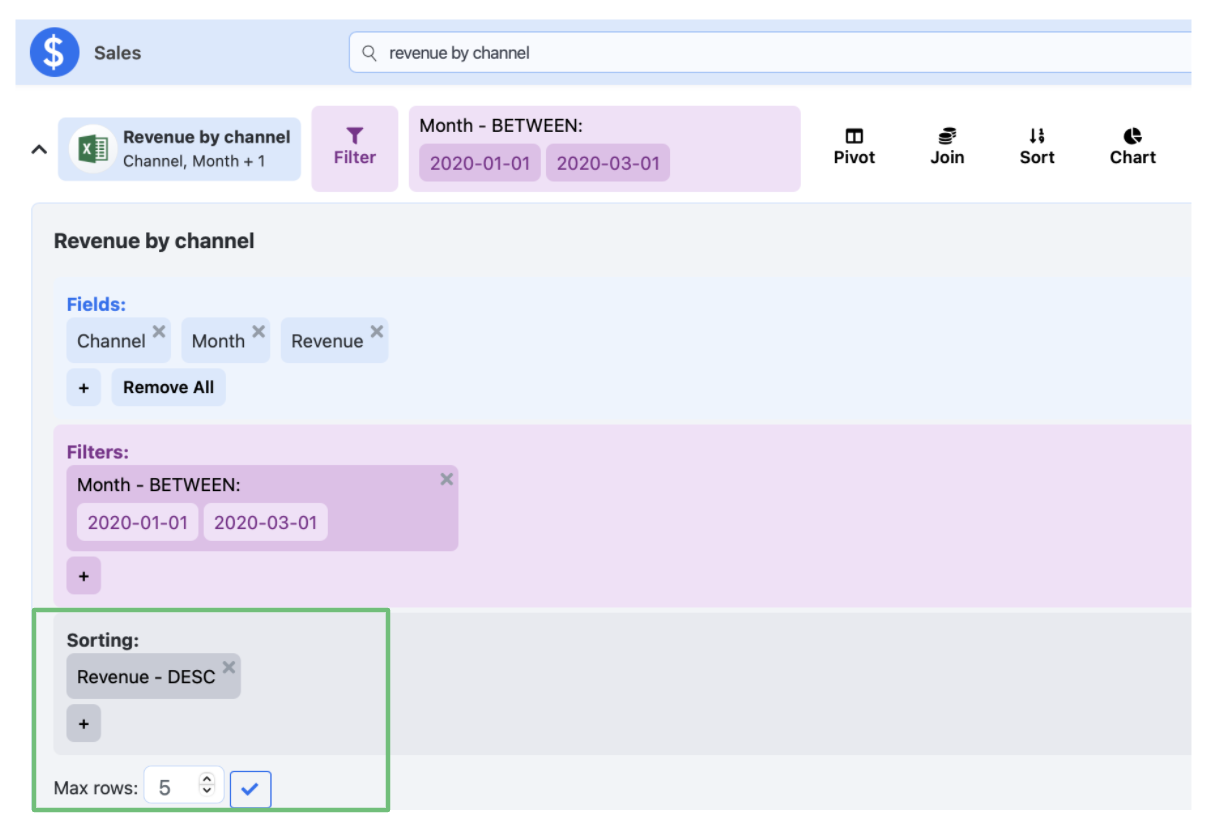 $ Sales revenue by channel
Revenue by channel
Channel, Month + 1
Filter
Month - BETWEEN:
2020-01-01 2020-03-01
Pivot Join Sort Chart
Revenue by channel
Fields:
Channel × Month × Revenue ×
+ Remove All
Filters:
Month - BETWEEN: ×
2020-01-01 2020-03-01
+
Sorting:
Revenue - DESC ×
+
Max rows: 5